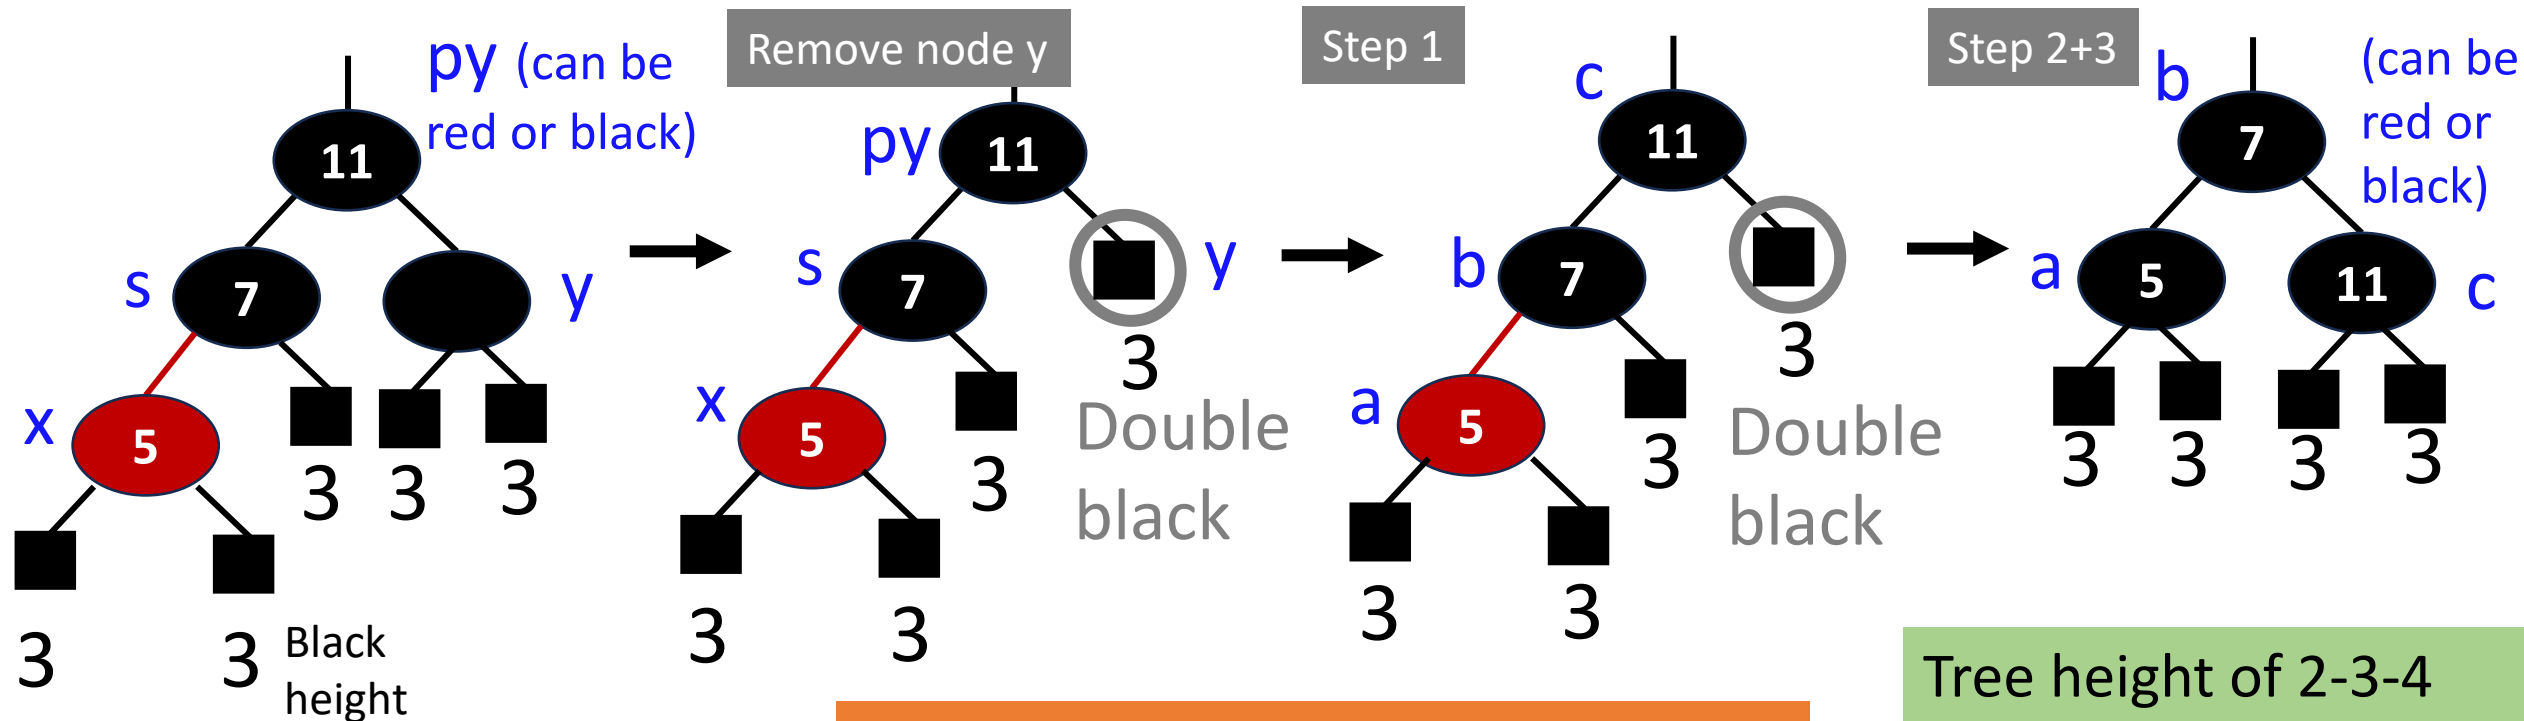 py (can be
red or black)
11
s
7
y
x
5
3
3
3
3
3
Black
height
Remove node y
py
11
s
7
y
3
Double
black
x
5
3
3
3
Step 1
c
11
b
7
3
Double
black
a
5
3
3
3
Step 2+3
b
(can be
red or
black)
7
a
5
11
c
3
3
3
3
Tree height of 2-3-4